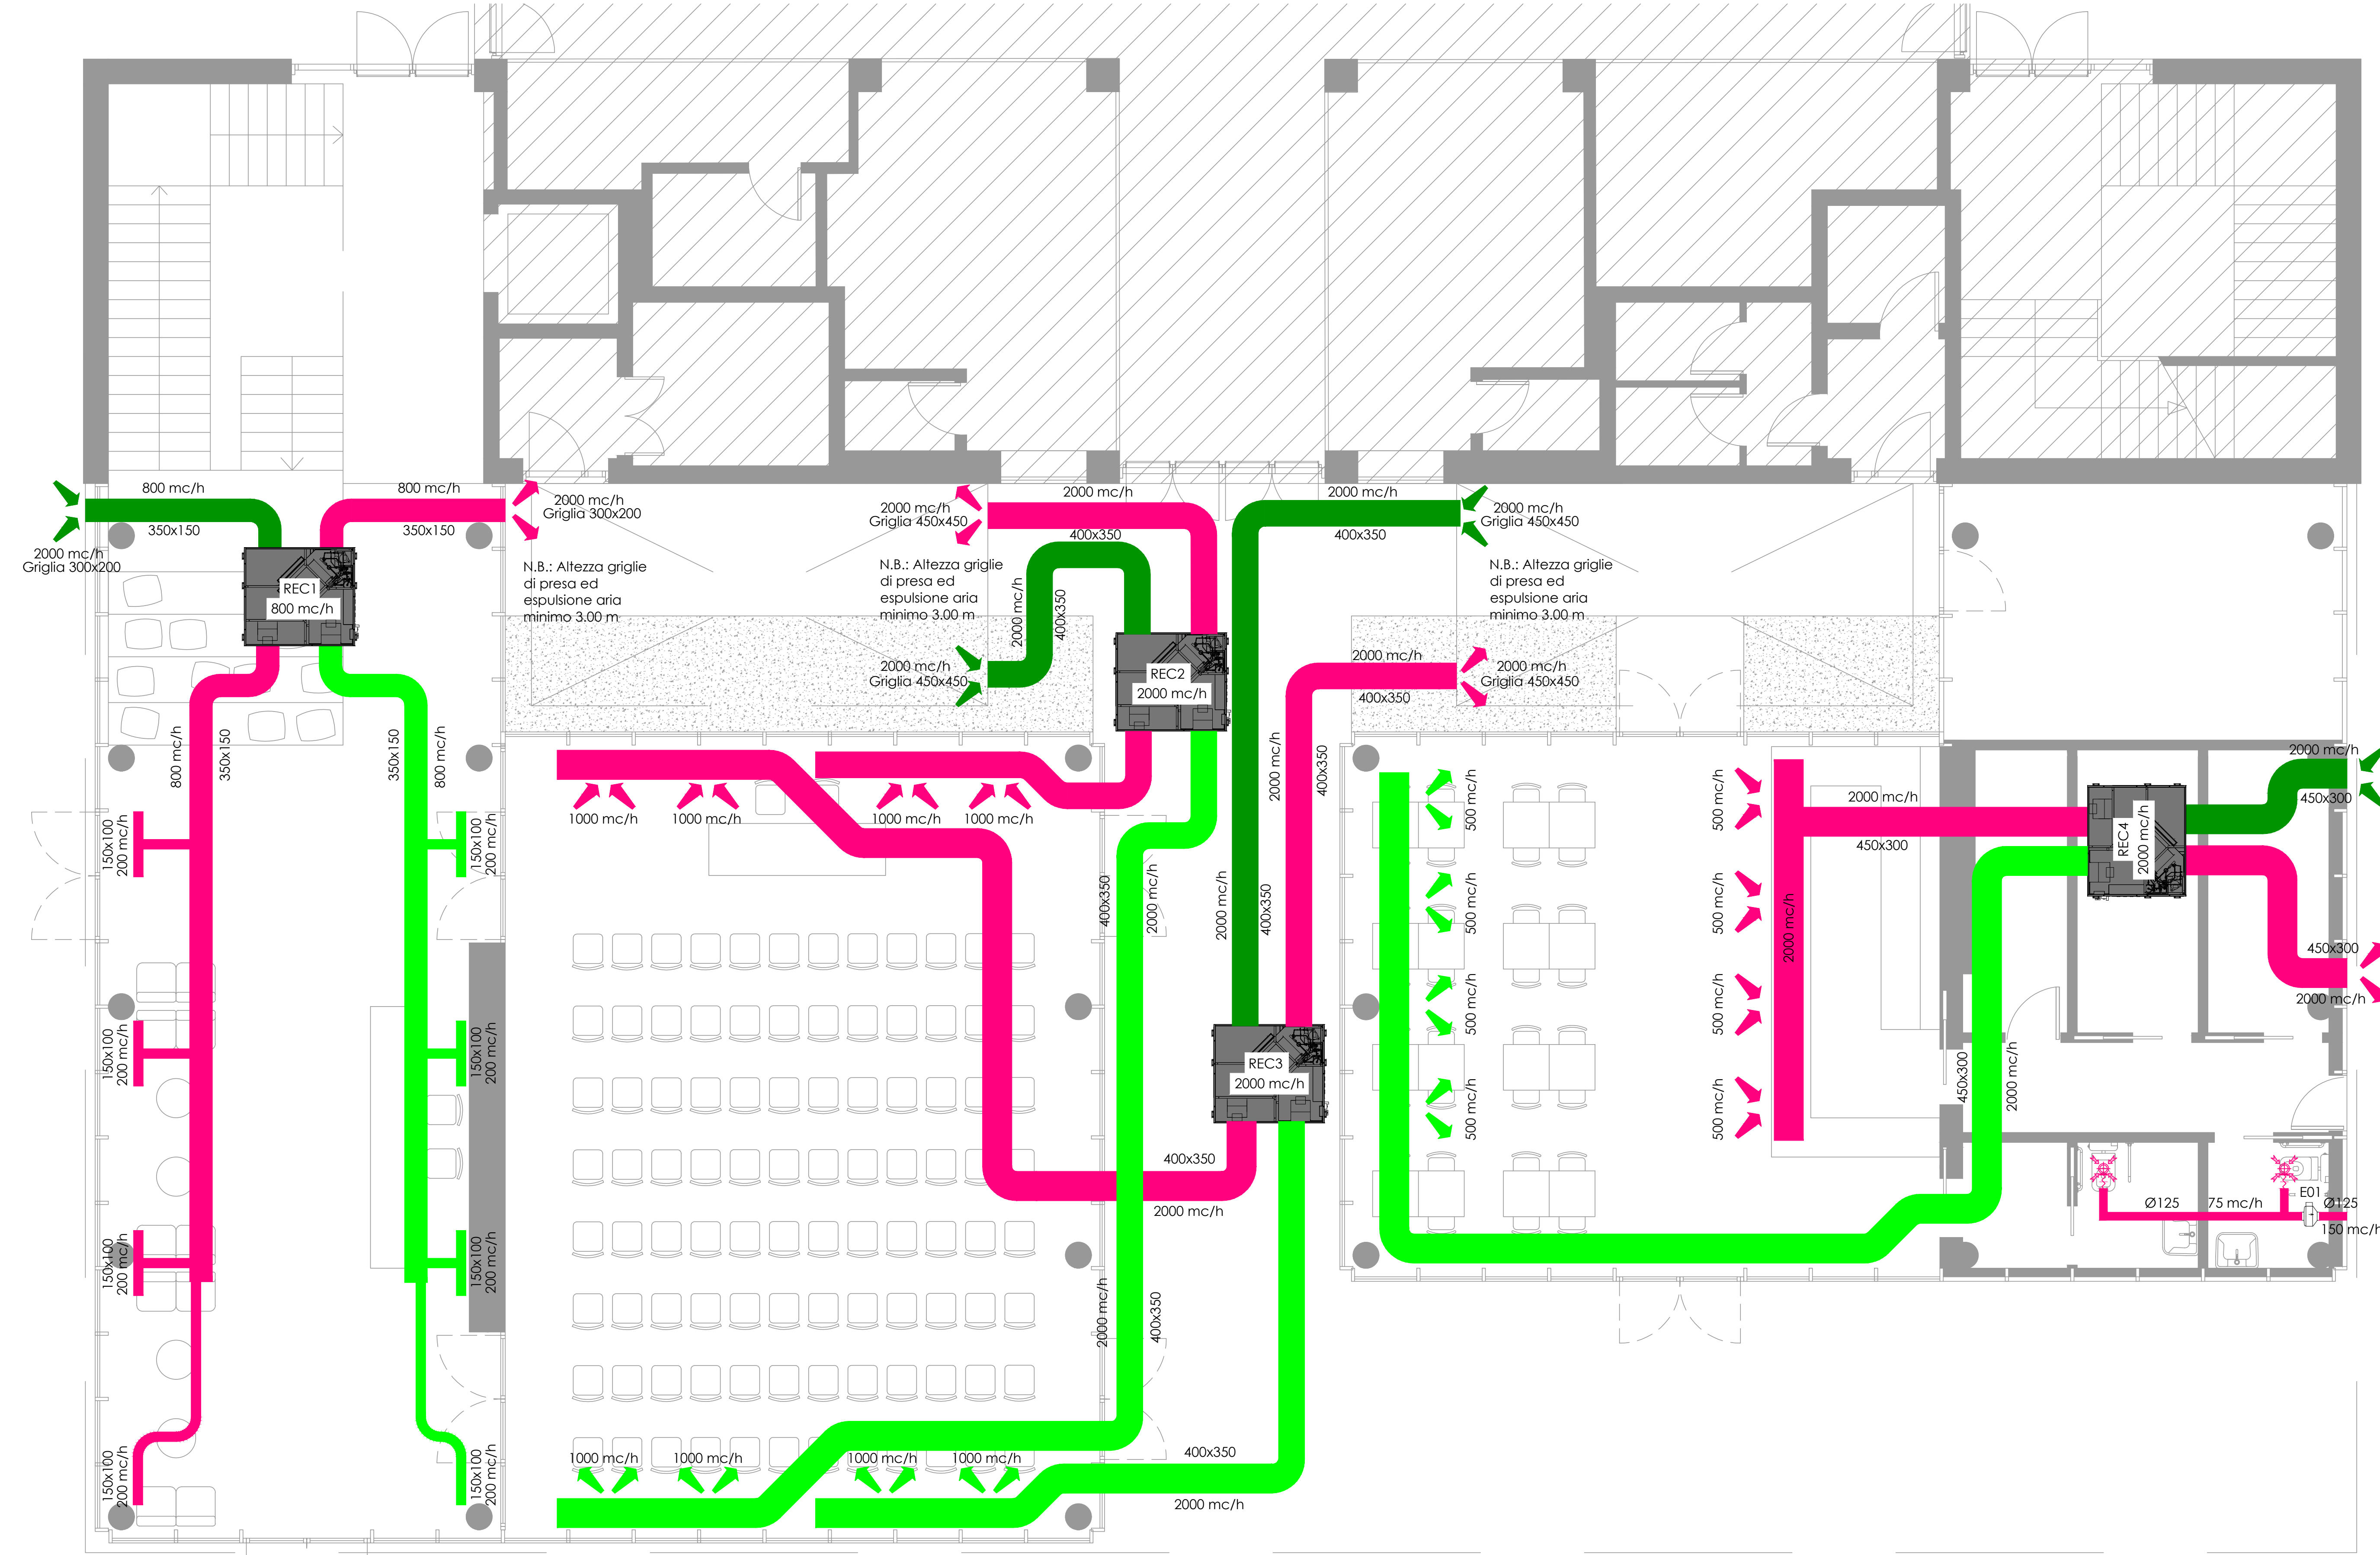 800 mc/h
350x150
2000 mc/h
Griglia 300x200
800 mc/h
350x150
2000 mc/h
Griglia 300x200
REC1
800 mc/h
N.B.: Altezza griglie
di presa ed
espulsione aria
minimo 3.00 m
2000 mc/h
Griglia 450x450
2000 mc/h
400x350
N.B.: Altezza griglie
di presa ed
espulsione aria
minimo 3.00 m
2000 mc/h
400x350
2000 mc/h
Griglia 450x450
REC2
2000 mc/h
2000 mc/h
400x350
2000 mc/h
Griglia 450x450
N.B.: Altezza griglie
di presa ed
espulsione aria
minimo 3.00 m
2000 mc/h
400x350
2000 mc/h
Griglia 450x450
800 mc/h
350x150
350x150
800 mc/h
2000 mc/h
400x350
1000 mc/h
1000 mc/h
1000 mc/h
1000 mc/h
150x100
200 mc/h
150x100
200 mc/h
150x100
200 mc/h
150x100
200 mc/h
150x100
200 mc/h
150x100
200 mc/h
150x100
200 mc/h
150x100
200 mc/h
400x350
2000 mc/h
2000 mc/h
400x350
REC3
2000 mc/h
400x350
2000 mc/h
2000 mc/h
400x350
1000 mc/h
1000 mc/h
1000 mc/h
1000 mc/h
400x350
2000 mc/h
500 mc/h
500 mc/h
500 mc/h
500 mc/h
500 mc/h
500 mc/h
500 mc/h
500 mc/h
2000 mc/h
2000 mc/h
450x300
REC4
2000 mc/h
2000 mc/h
450x300
450x300
2000 mc/h
450x300
2000 mc/h
Ø125
75 mc/h
E01
Ø125
150 mc/h